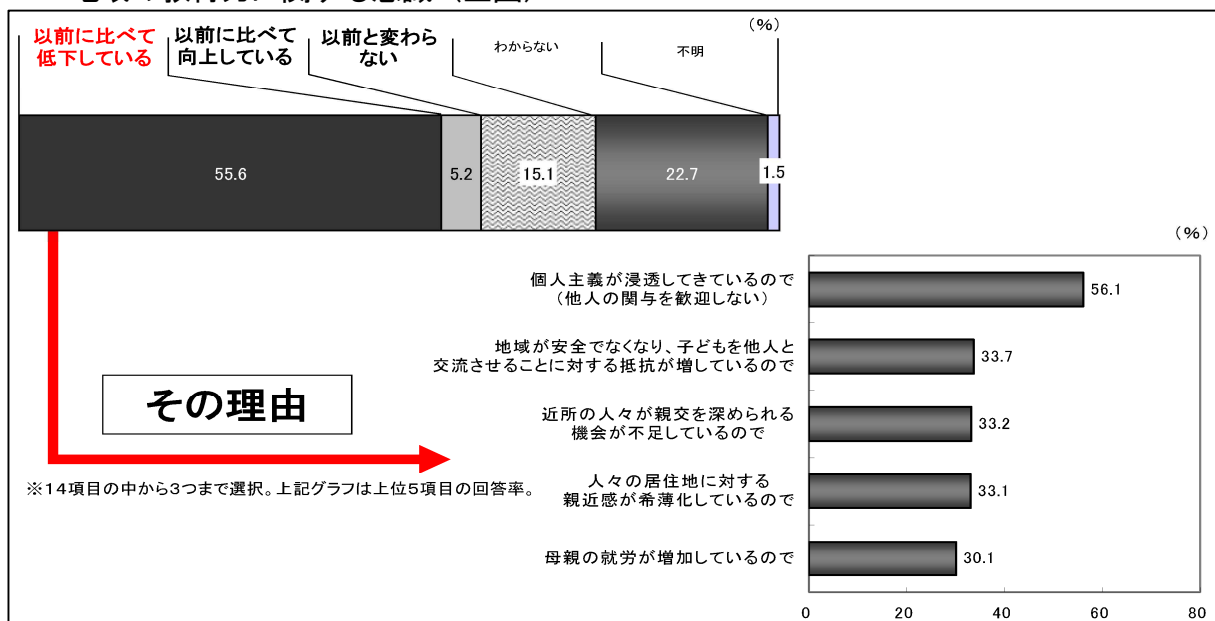 (%)
以前に比べて
低下している
以前に比べて
向上している
以前と変わら
ない
わからない
不明
55.6
5.2
15.1
22.7
1.5
(%)
個人主義が浸透してきているので
(他人の関与を歓迎しない)
56.1
地域が安全でなくなり、子どもを他人と
交流させることに対する抵抗が増しているので
33.7
近所の人々が親交を深められる
機会が不足しているので
33.2
人々の居住地に対する
親近感が希薄化しているので
33.1
母親の就労が増加しているので
30.1
0 20 40 60 80
その理由
※14項目の中から3つまで選択。上記グラフは上位5項目の回答率。